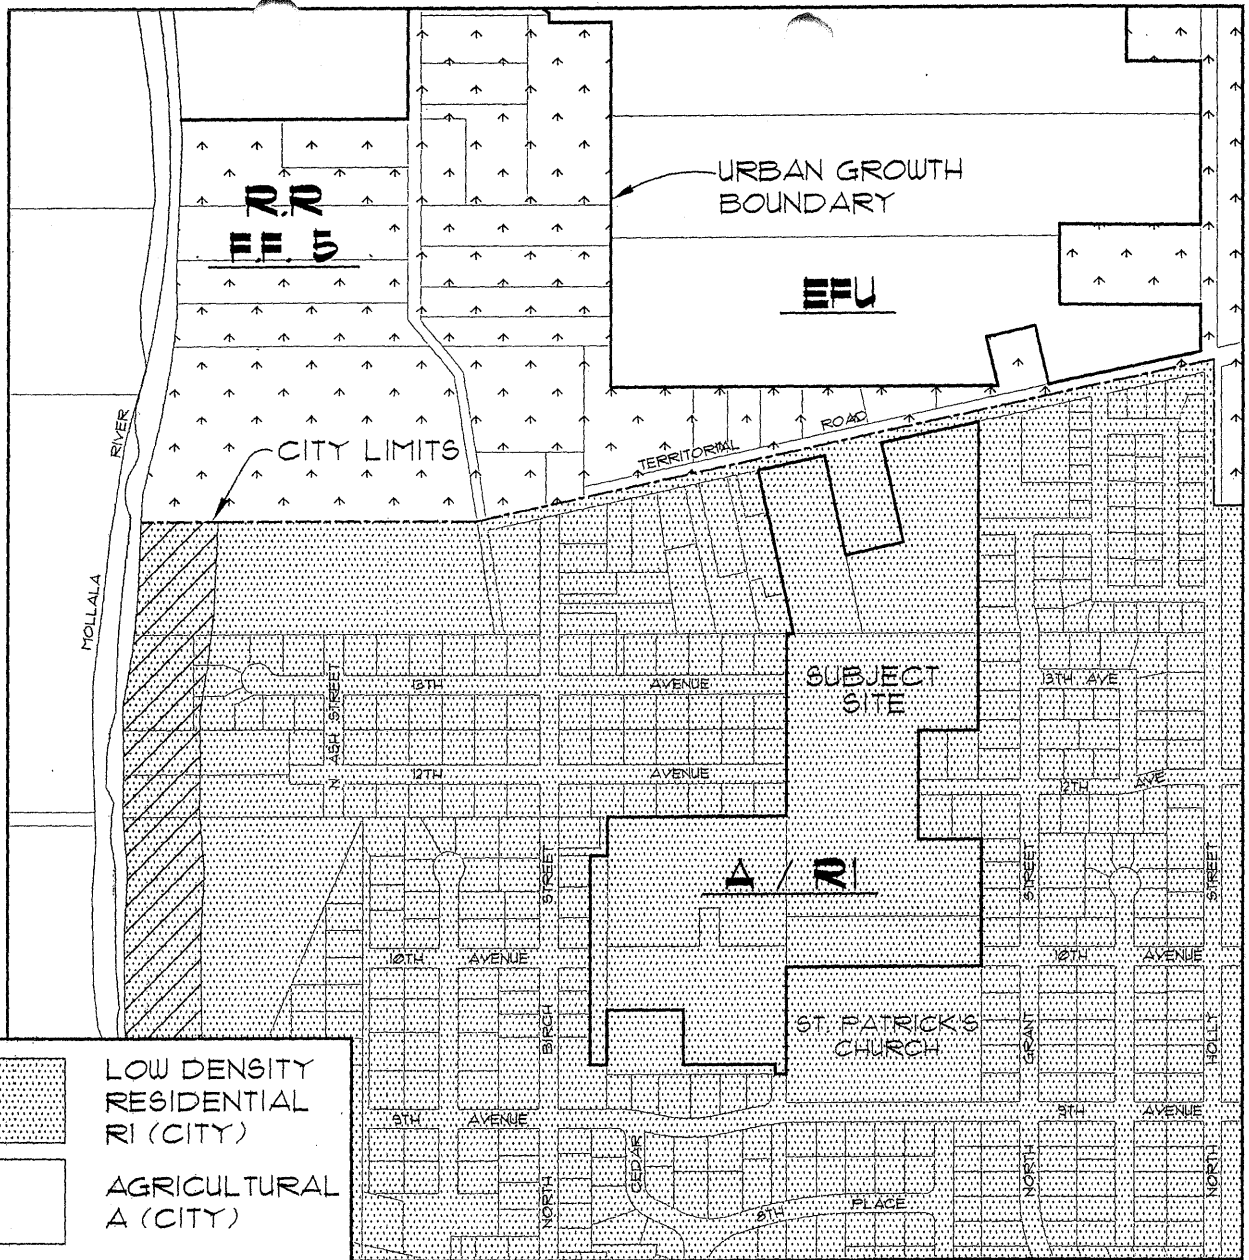 URBAN GROWTH
BOUNDARY
R.R
F.F. 5
EFU
RIVER
CITY LIMITS
TERRITORIAL
ROAD
MOLLALA
SUBJECT
SITE
13TH
AVENUE
13TH AVE
N. ASH STREET
12TH
AVENUE
12TH
AVE
A / R1
STREET
STREET
STREET
10TH
AVENUE
10TH
AVENUE
BIRCH
ST. PATRICK'S
CHURCH
GRANT
HOLLY
LOW DENSITY
RESIDENTIAL
R1 (CITY)
9TH
AVENUE
9TH
AVENUE
CEDAR
NORTH
NORTH
NORTH
8TH
PLACE
AGRICULTURAL
A (CITY)